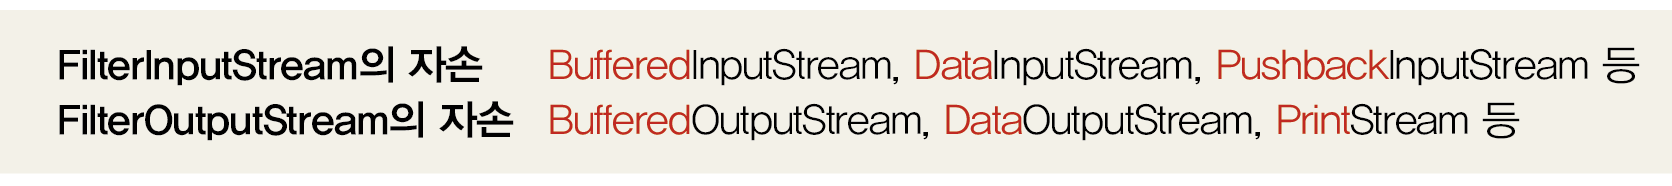 FilterInputStream의 자손 BufferedInputStream, DataInputStream, PushbackInputStream 등
FilterOutputStream의 자손 BufferedOutputStream, DataOutputStream, PrintStream 등